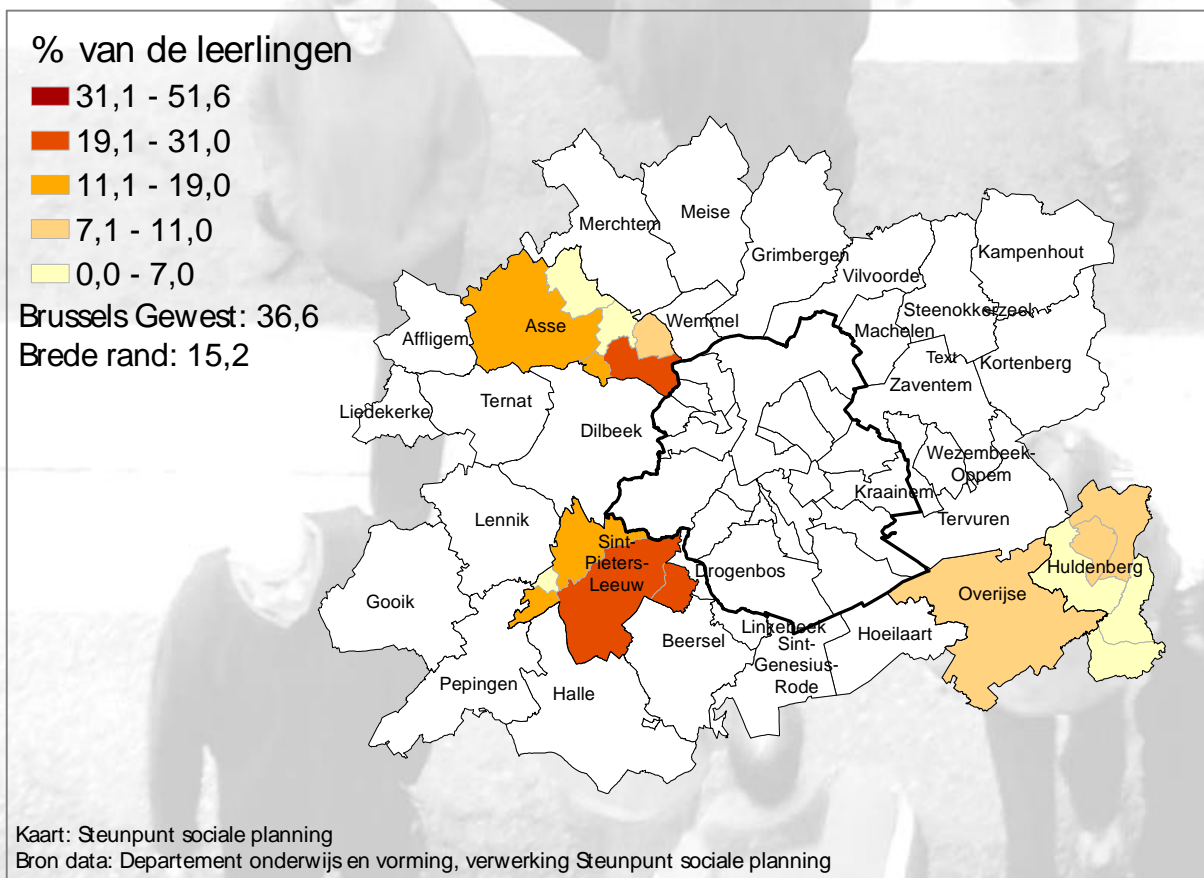 % van de leerlingen
31,1 - 51,6
19,1 - 31,0
11,1 - 19,0
7,1 - 11,0
0,0 - 7,0
Brussels Gewest: 36,6
Brede rand: 15,2
Merchtem
Meise
Grimbergen
Kampenhout
Vilvoorde
Steenokkerzeel
Machelen
Wemmel
Asse
Affligem
Text
Zaventem
Kortenberg
Liedekerke
Ternat
Dilbeek
Wezembeek-
Oppem
Kraainem
Lennik
Tervuren
Sint-
Pieters-
Leeuw
Drogenbos
Huldenberg
Gooik
Overijse
Linkebeek
Beersel
Hoeilaart
Sint-
Genesius-
Rode
Pepingen
Halle
Kaart: Steunpunt sociale planning
Bron data: Departement onderwijs en vorming, verwerking Steunpunt sociale planning